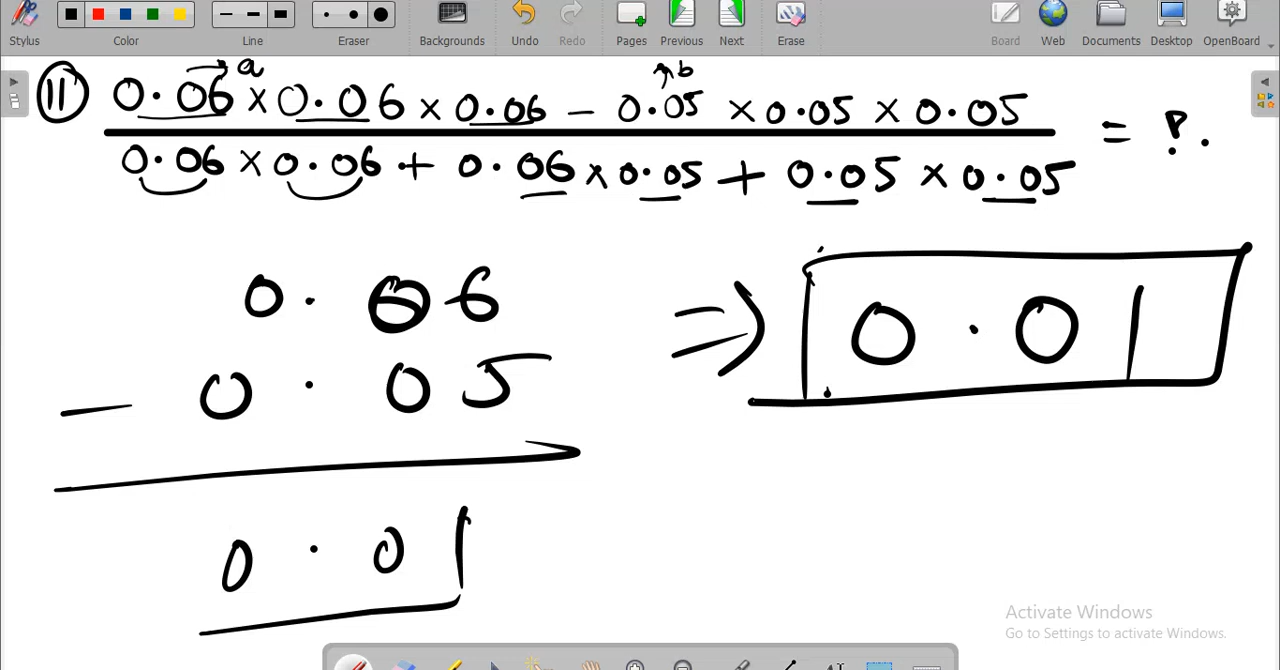 Stylus Color Line Eraser Backgrounds Undo Redo Pages Previous Next Erase Board Web Documents Desktop OpenBoard
a b
11 0.06 × 0.06 × 0.06 − 0.05 × 0.05 × 0.05 = ?.
0.06 × 0.06 + 0.06 × 0.05 + 0.05 × 0.05
0.06
− 0.05
⇒ 0.01
0.01
Activate Windows
Go to Settings to activate Windows.